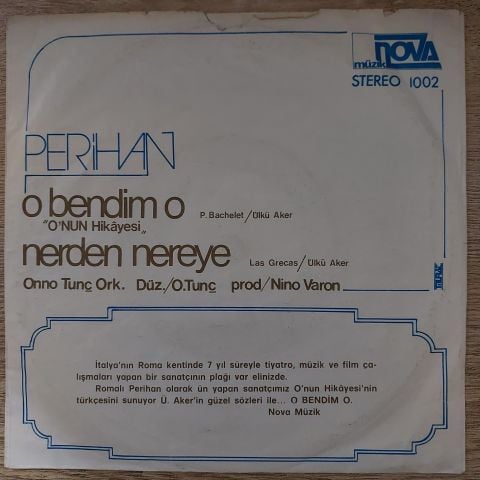 müzik NOVA
STEREO 1002
PERİHAN
o bendim o P. Bachelet/Ülkü Aker
"O'NUN Hikâyesi„
nerden nereye Las Grecas/Ülkü Aker
Onno Tunç Ork. Düz./O.Tunç prod/Nino Varon
İtalya'nın Roma kentinde 7 yıl süreyle tiyatro, müzik ve film ça-
lışmaları yapan bir sanatçının plağı var elinizde.
Romalı Perihan olarak ün yapan sanatçımız O'nun Hikâyesi'nin
türkçesini sunuyor Ü. Aker'in güzel sözleri ile... O BENDİM O.
Nova Müzik